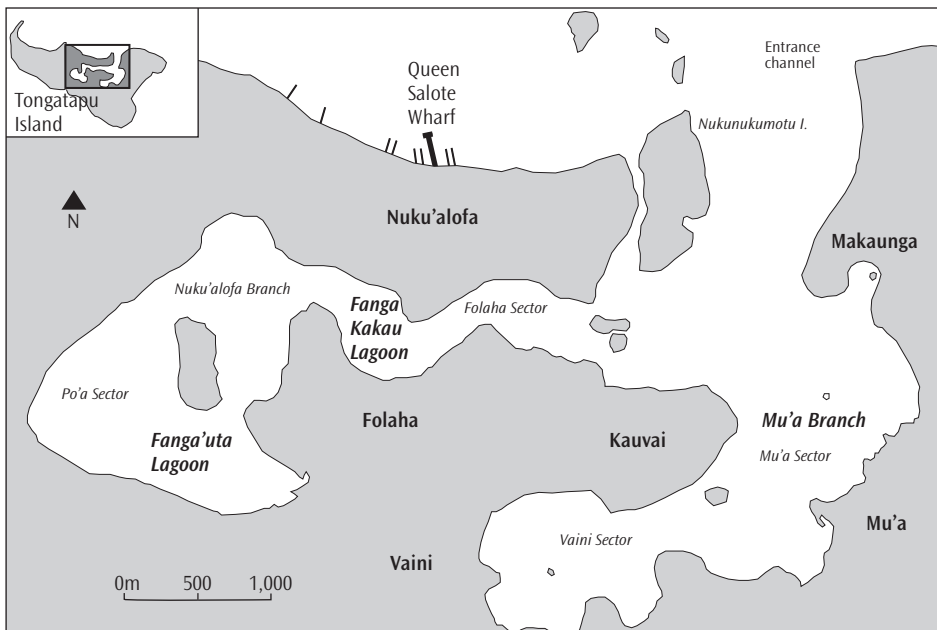 Tongatapu
Island
Queen
Salote
Wharf
Entrance
channel
Nukunukumotu I.
N
Nuku'alofa
Makaunga
Nuku'alofa Branch
Fanga
Kakau
Lagoon
Folaha Sector
Po'a Sector
Fanga'uta
Lagoon
Folaha
Kauvai
Mu'a Branch
Mu'a Sector
Mu'a
Vaini Sector
Vaini
0m 500 1,000